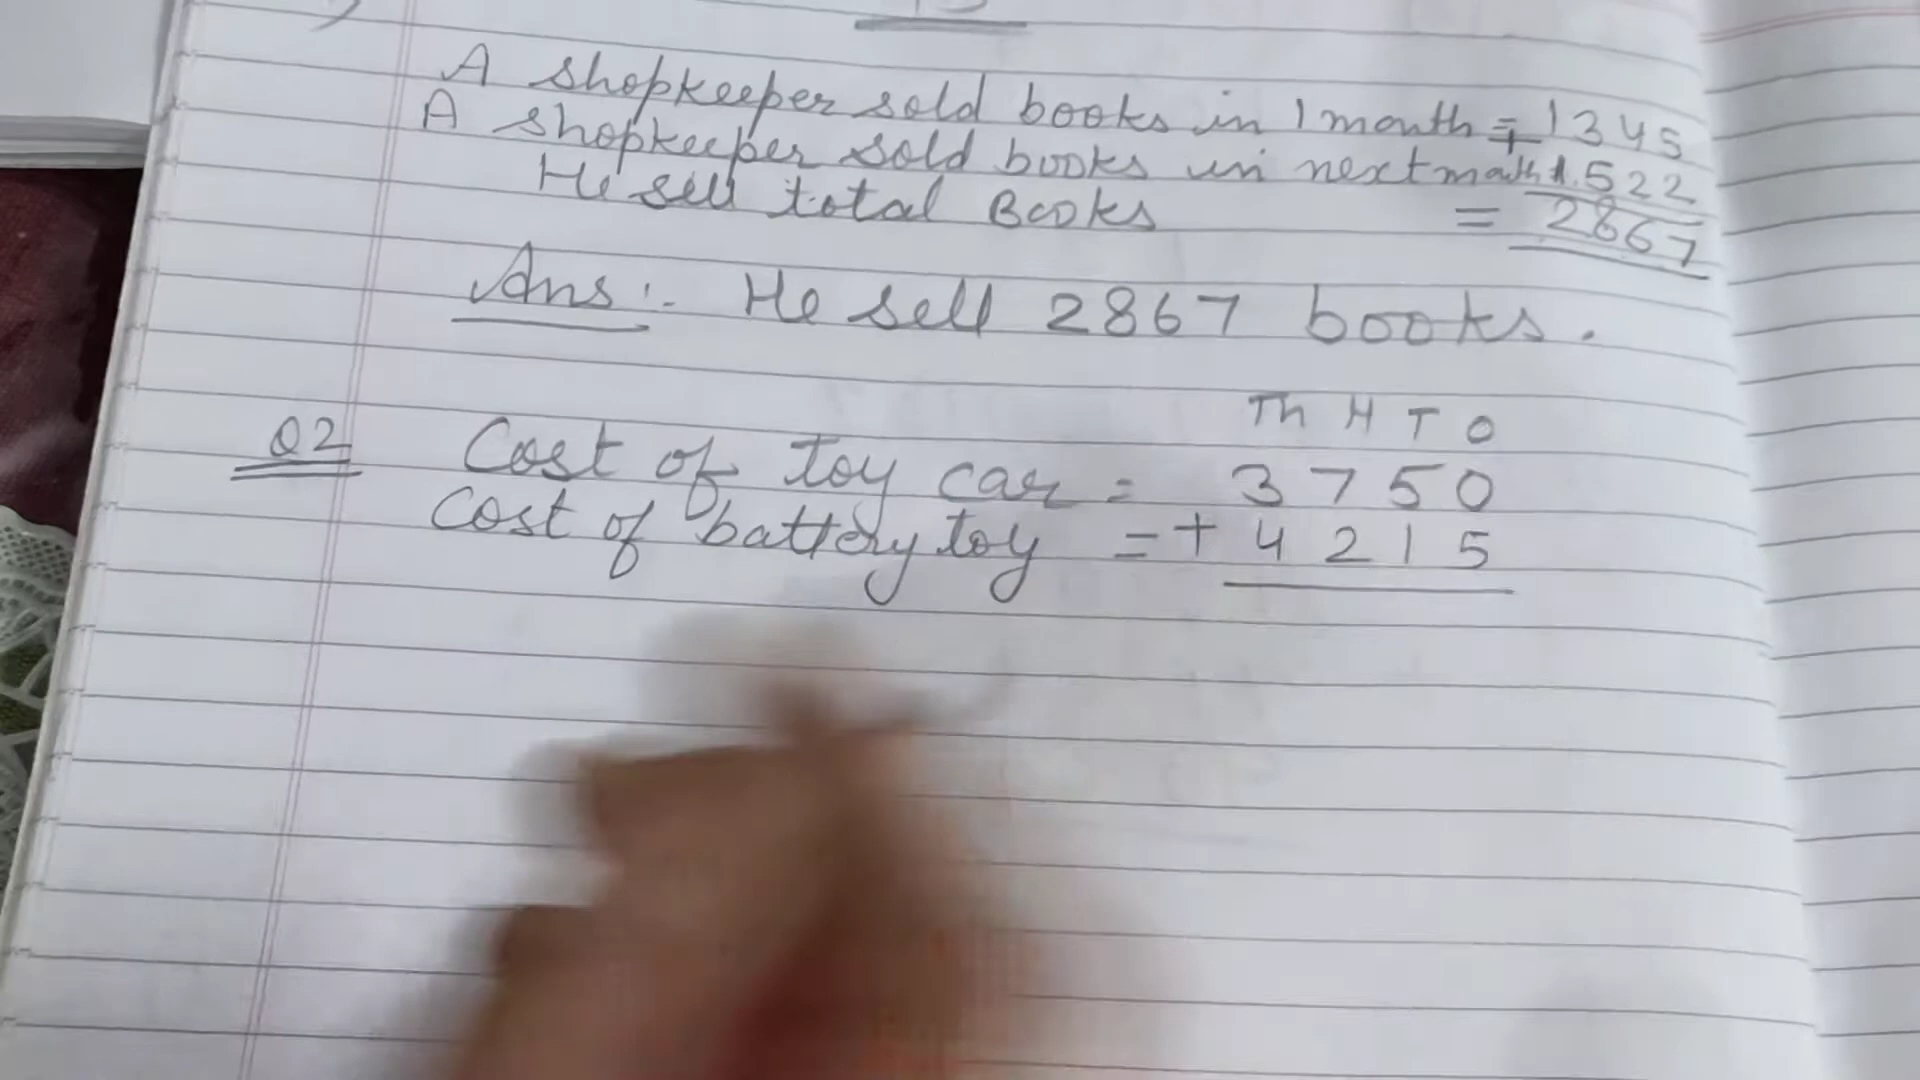 A shopkeeper sold books in 1 month = 1345
A shopkeeper sold books in next month + 1522
He sell total Books = 2867
Ans :- He sell 2867 books.
Th H T O
Q2 Cost of toy car = 3750
Cost of battery toy = + 4215